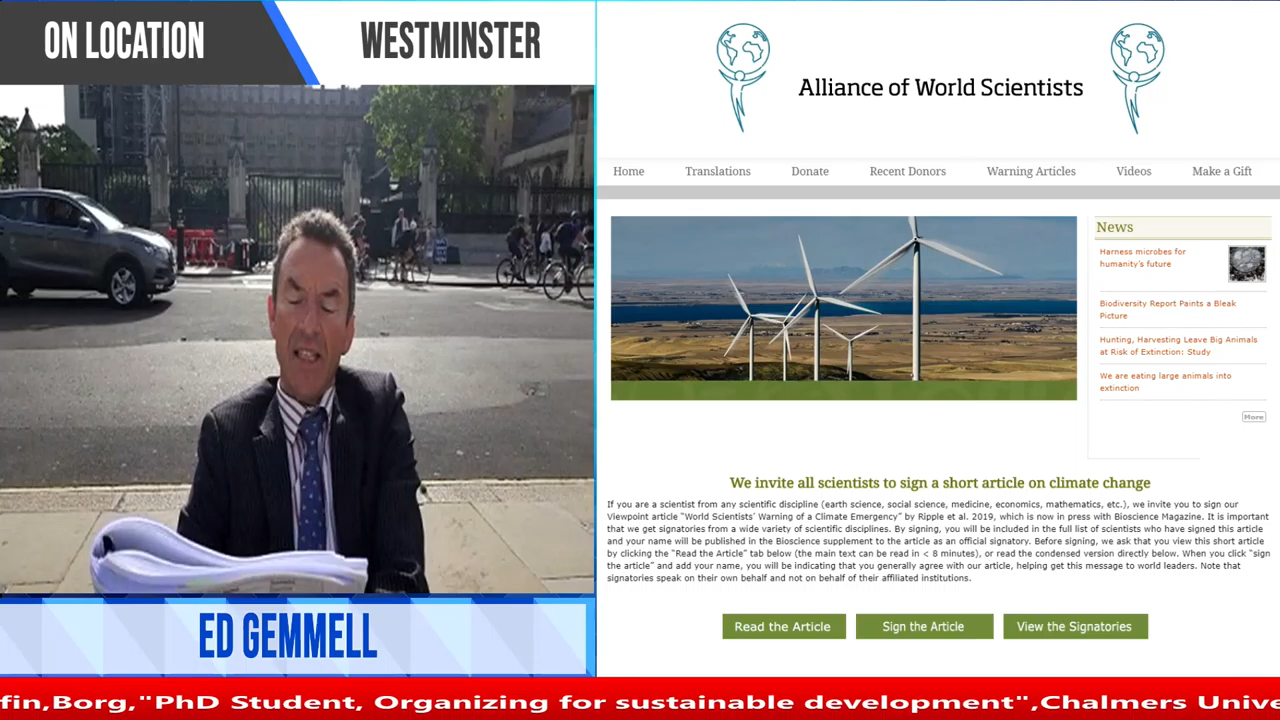 ON LOCATION
WESTMINSTER
Alliance of World Scientists
Home
Translations
Donate
Recent Donors
Warning Articles
Videos
Make a Gift
News
Harness microbes for
humanity's future
Biodiversity Report Paints a Bleak
Picture
Hunting, Harvesting Leave Big Animals
at Risk of Extinction: Study
We are eating large animals into
extinction
More
We invite all scientists to sign a short article on climate change
If you are a scientist from any scientific discipline (earth science, social science, medicine, economics, mathematics, etc.), we invite you to sign our
Viewpoint article "World Scientists' Warning of a Climate Emergency" by Ripple et al. 2019, which is now in press with Bioscience Magazine. It is important
that we get signatories from a wide variety of scientific disciplines. By signing, you will be included in the full list of scientists who have signed this article
and your name will be published in the Bioscience supplement to the article as an official signatory. Before signing, we ask that you view this short article
by clicking the "Read the Article" tab below (the main text can be read in < 8 minutes), or read the condensed version directly below. When you click "sign
the article" and add your name, you will be indicating that you generally agree with our article, helping get this message to world leaders. Note that
signatories speak on their own behalf and not on behalf of their affiliated institutions.
Read the Article
Sign the Article
View the Signatories
ED GEMMELL
fin,Borg,"PhD Student, Organizing for sustainable development",Chalmers Unive